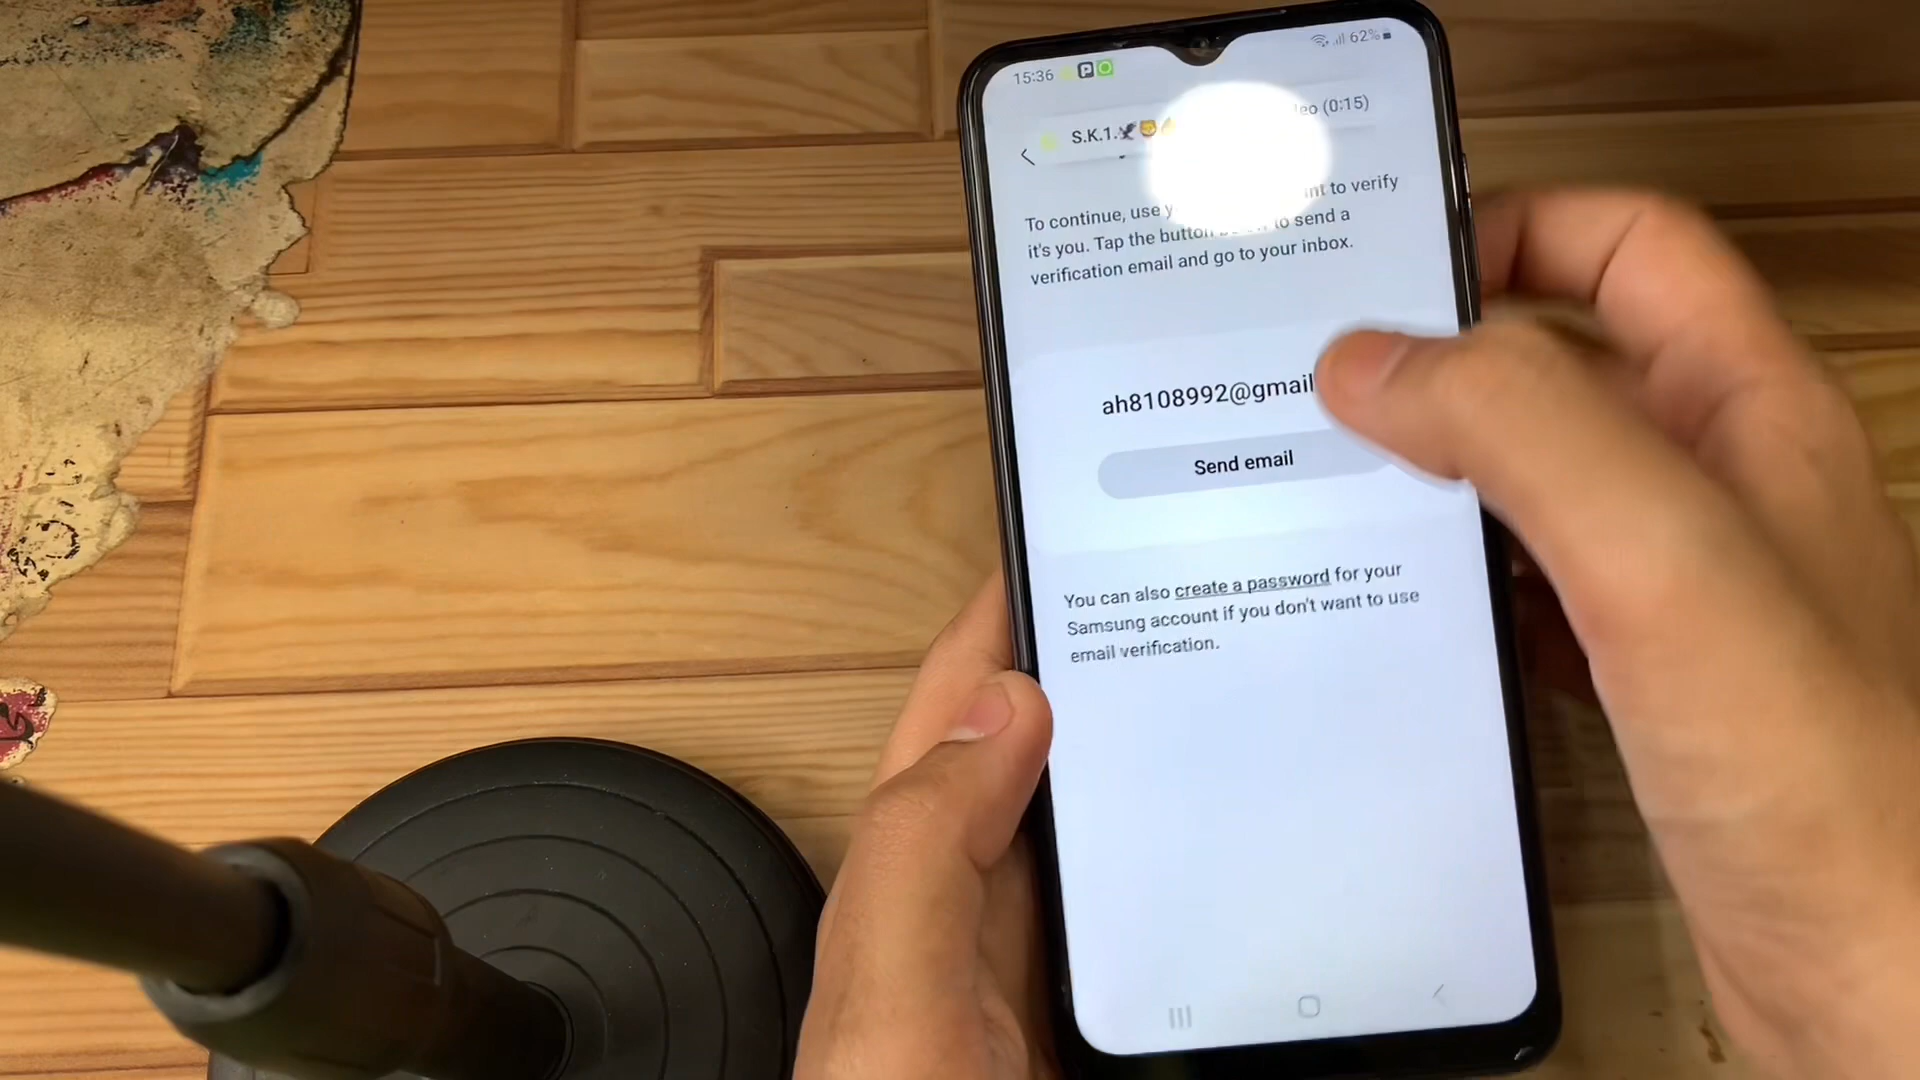 15:36 P 62%
S.K.1. (0:15)
To continue, use to verify
it's you. Tap the button to send a
verification email and go to your inbox.
ah8108992@gmail
Send email
You can also create a password for your
Samsung account if you don't want to use
email verification.